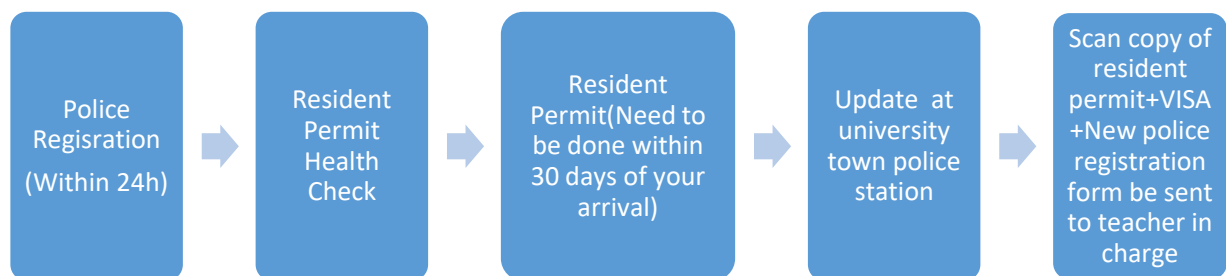 Police
Regisration
(Within 24h)
Resident
Permit
Health
Check
Resident
Permit(Need to
be done within
30 days of your
arrival)
Update at
university
town police
station
Scan copy of
resident
permit+VISA
+New police
registration
form be sent
to teacher in
charge